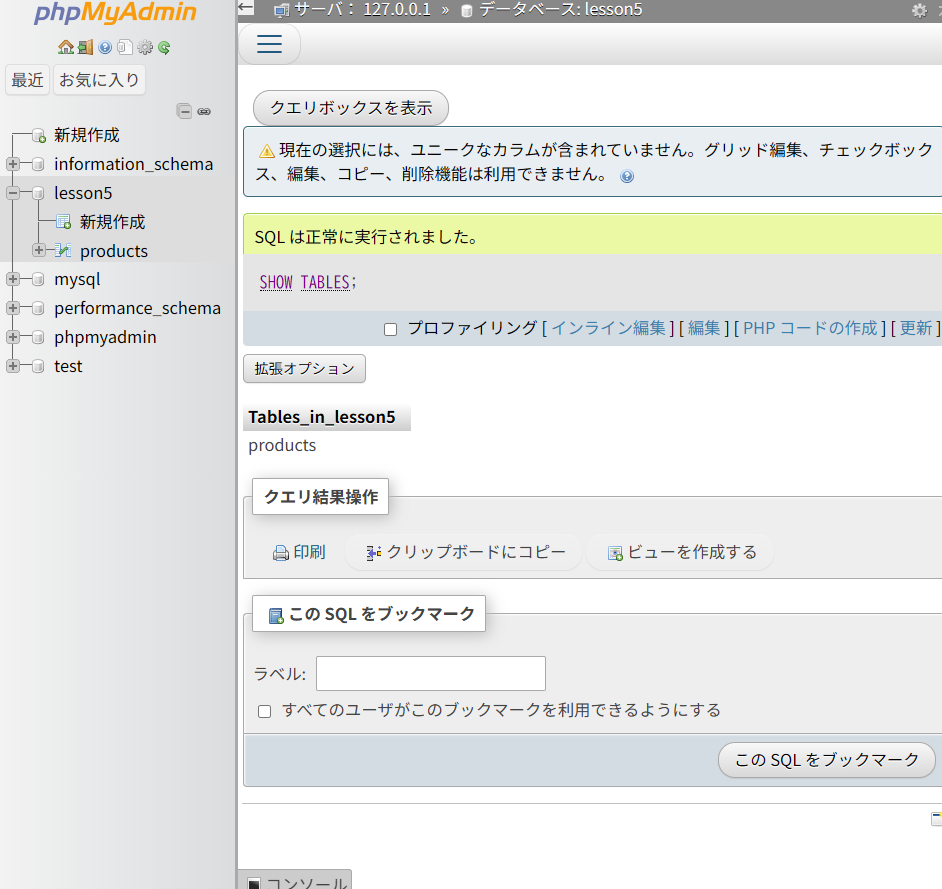 phpMyAdmin
最近 お気に入り
新規作成
information_schema
lesson5
新規作成
products
mysql
performance_schema
phpmyadmin
test
サーバ： 127.0.0.1 » データベース: lesson5
クエリボックスを表示
現在の選択には、ユニークなカラムが含まれていません。グリッド編集、チェックボック
ス、編集、コピー、削除機能は利用できません。
SQL は正常に実行されました。
SHOW TABLES;
プロファイリング [ インライン編集 ] [ 編集 ] [ PHP コードの作成 ] [ 更新 ]
拡張オプション
Tables_in_lesson5
products
クエリ結果操作
印刷 クリップボードにコピー ビューを作成する
この SQL をブックマーク
ラベル:
すべてのユーザがこのブックマークを利用できるようにする
この SQL をブックマーク
コンソール